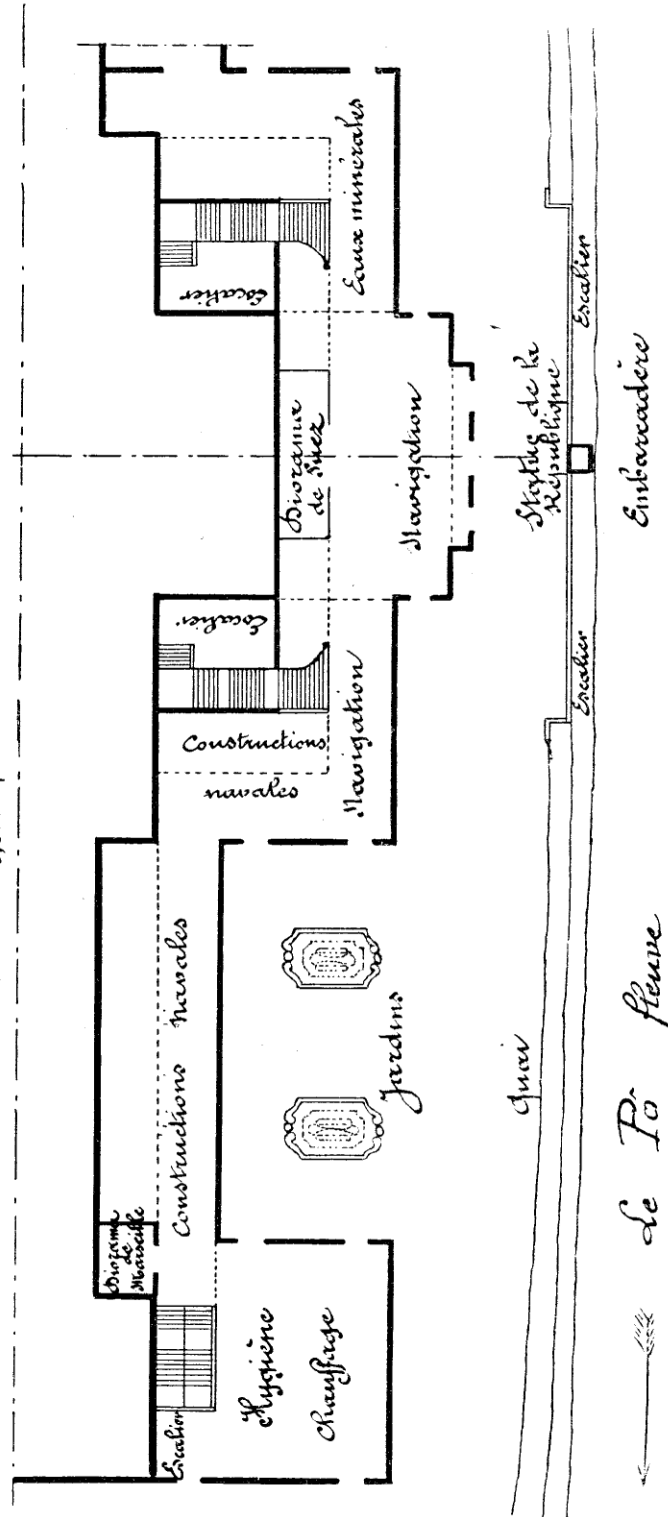 Eaux minérales
Escalier
Diorama
de Suez
Navigation
Statue de la
République
Escalier
Embarcadère
Escalier
Escalier
Constructions
navales
Navigation
Constructions navales
Jardins
Quai
Le Pô fleuve
Diorama
de
Marseille
Escalier
Hygiène
Chauffage